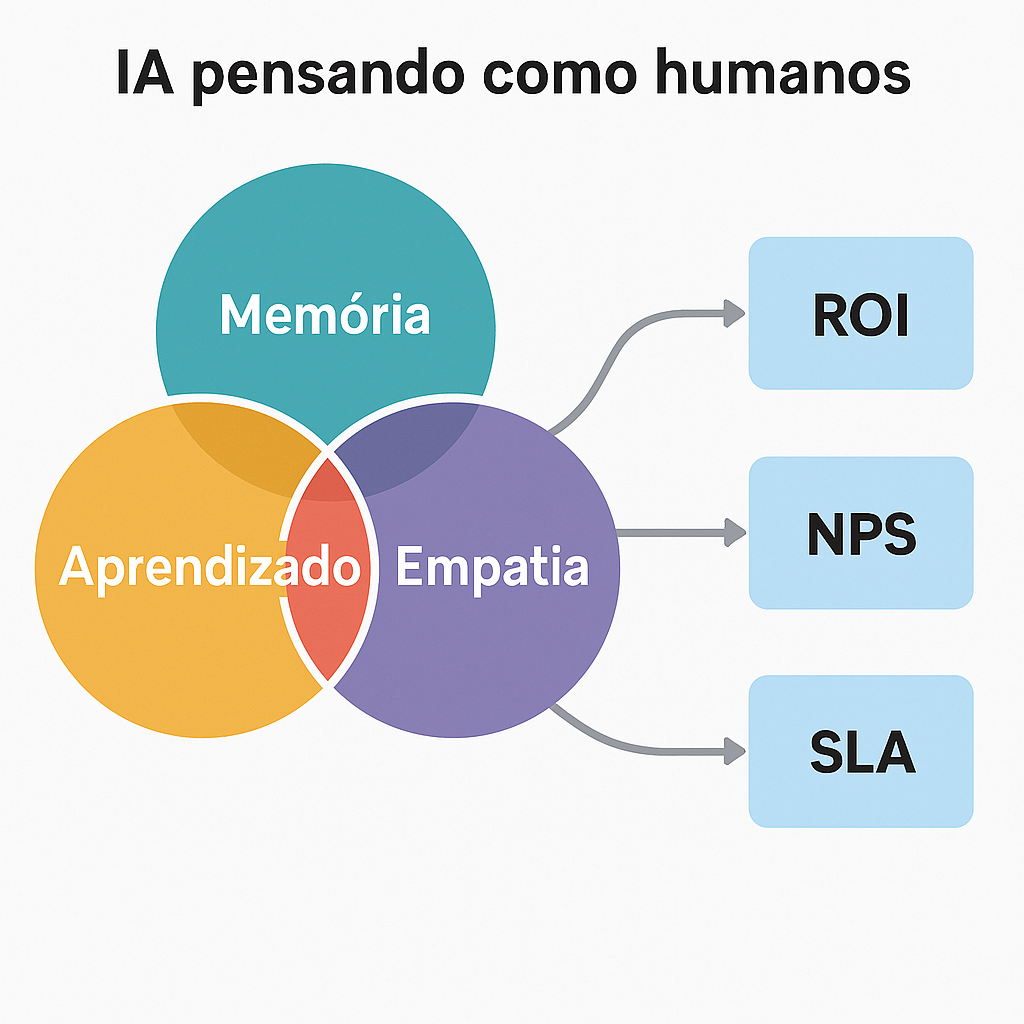 IA pensando como humanos
Memória
Aprendizado
Empatia
ROI
NPS
SLA